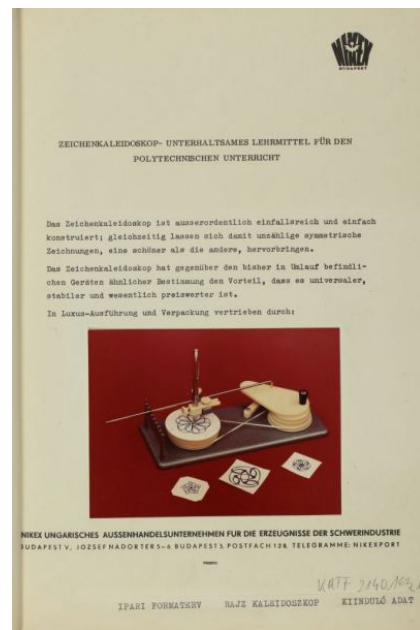 NIKEX
BUDAPEST
ZEICHENKALEIDOSKOP- UNTERHALTSAMES LEHRMITTEL FÜR DEN
POLYTECHNISCHEN UNTERRICHT
Das Zeichenkaleidoskop ist ausserordentlich einfallsreich und einfach
konstruiert; gleichzeitig lassen sich damit unzählige symmetrische
Zeichnungen, eine schöner als die andere, hervorbringen.
Das Zeichenkaleidoskop hat gegenüber den bisher in Umlauf befindli-
chen Geräten ähnlicher Bestimmung den Vorteil, dass es universaler,
stabiler und wesentlich preiswerter ist.
In Luxus-Ausführung und Verpackung vertrieben durch:
NIKEX UNGARISCHES AUSSENHANDELSUNTERNEHMEN FÜR DIE ERZEUGNISSE DER SCHWERINDUSTRIE
BUDAPEST V, JOZSEF NADOR TER 5-6 BUDAPEST 5, POSTFACH 128, TELEGRAMME: NIKEXPORT
IPARI FORMATERV RAJZ KALEIDOSZKOP KIINDULÓ ADAT